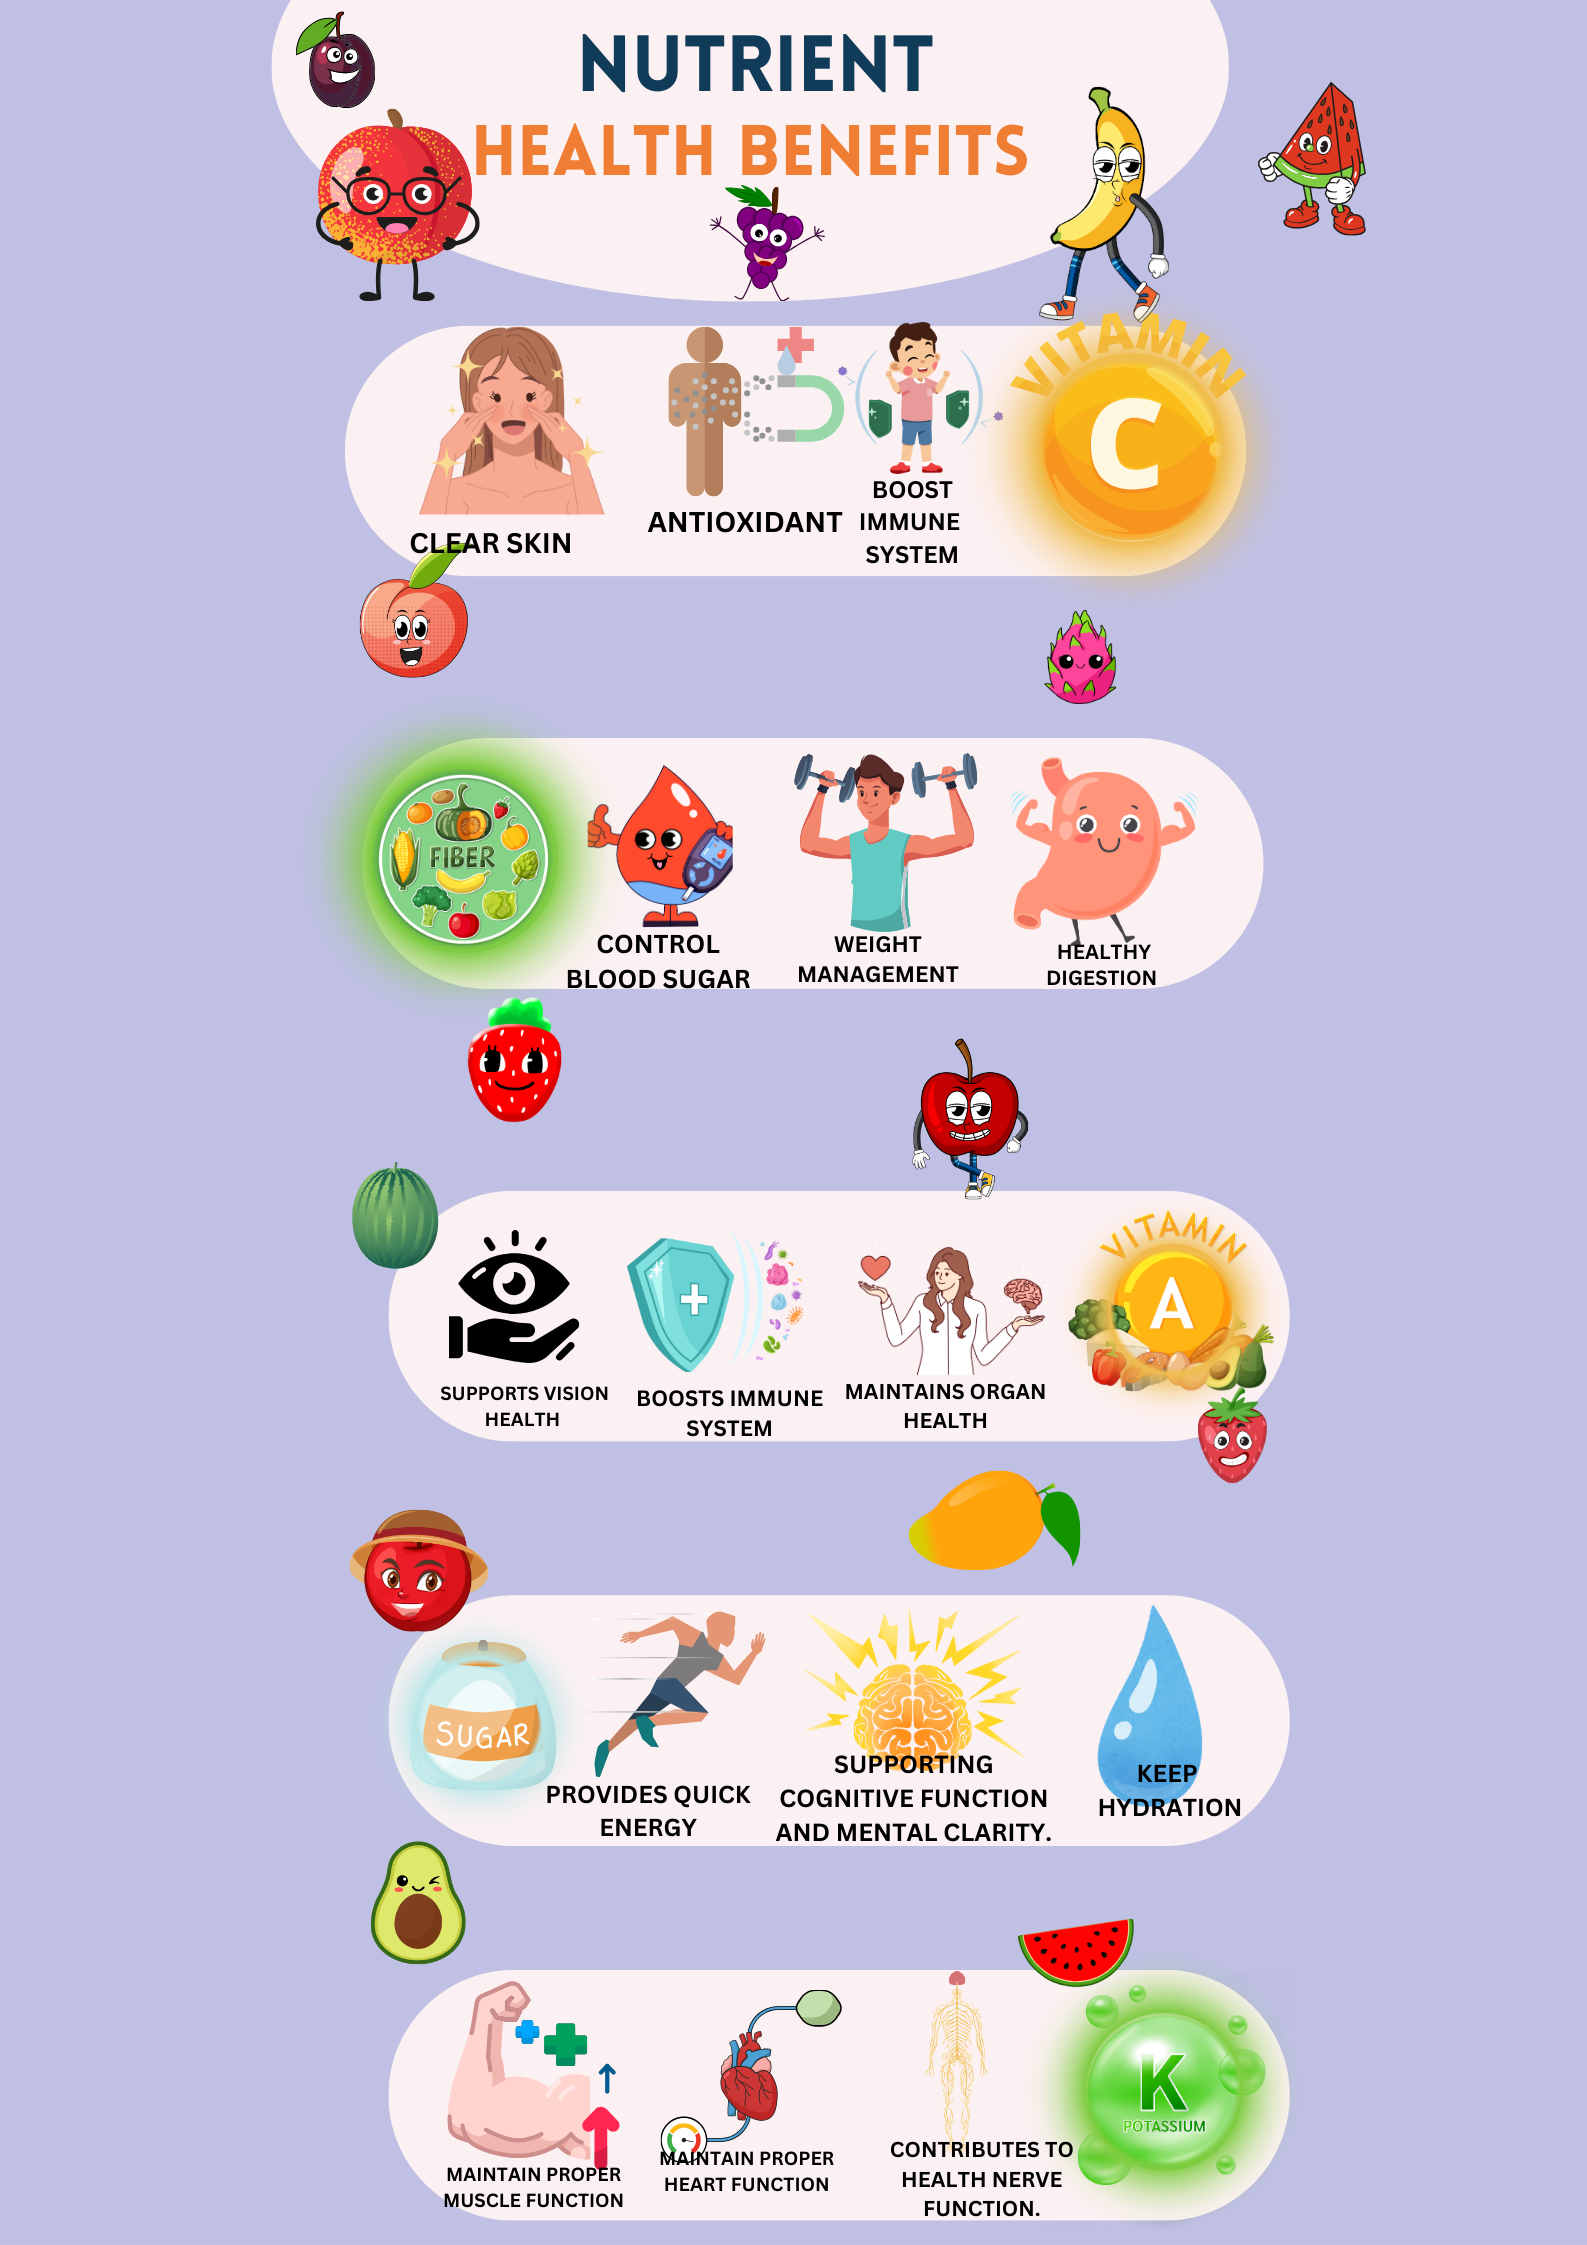 NUTRIENT
HEALTH BENEFITS
CLEAR SKIN
ANTIOXIDANT
BOOST
IMMUNE
SYSTEM
VITAMIN
C
FIBER
CONTROL
BLOOD SUGAR
WEIGHT
MANAGEMENT
HEALTHY
DIGESTION
SUPPORTS VISION
HEALTH
BOOSTS IMMUNE
SYSTEM
MAINTAINS ORGAN
HEALTH
VITAMIN
A
SUGAR
PROVIDES QUICK
ENERGY
SUPPORTING
COGNITIVE FUNCTION
AND MENTAL CLARITY.
KEEP
HYDRATION
MAINTAIN PROPER
MUSCLE FUNCTION
MAINTAIN PROPER
HEART FUNCTION
CONTRIBUTES TO
HEALTH NERVE
FUNCTION.
K
POTASSIUM